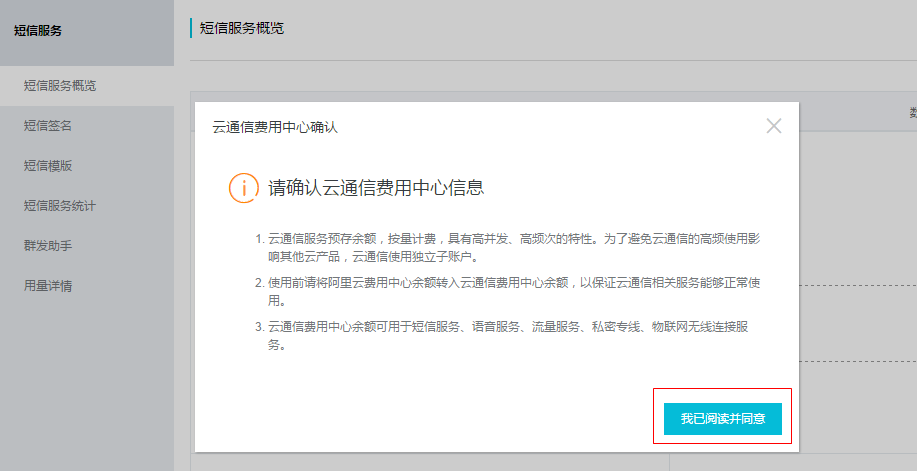 短信服务
短信服务概览
短信服务概览
短信签名
短信模版
短信服务统计
群发助手
用量详情
云通信费用中心确认
请确认云通信费用中心信息
1. 云通信服务预存余额，按量计费，具有高并发、高频次的特性。为了避免云通信的高频使用影
响其他云产品，云通信使用独立子账户。
2. 使用前请将阿里云费用中心余额转入云通信费用中心余额，以保证云通信相关服务能够正常使
用。
3. 云通信费用中心余额可用于短信服务、语音服务、流量服务、私密专线、物联网无线连接服
务。
我已阅读并同意